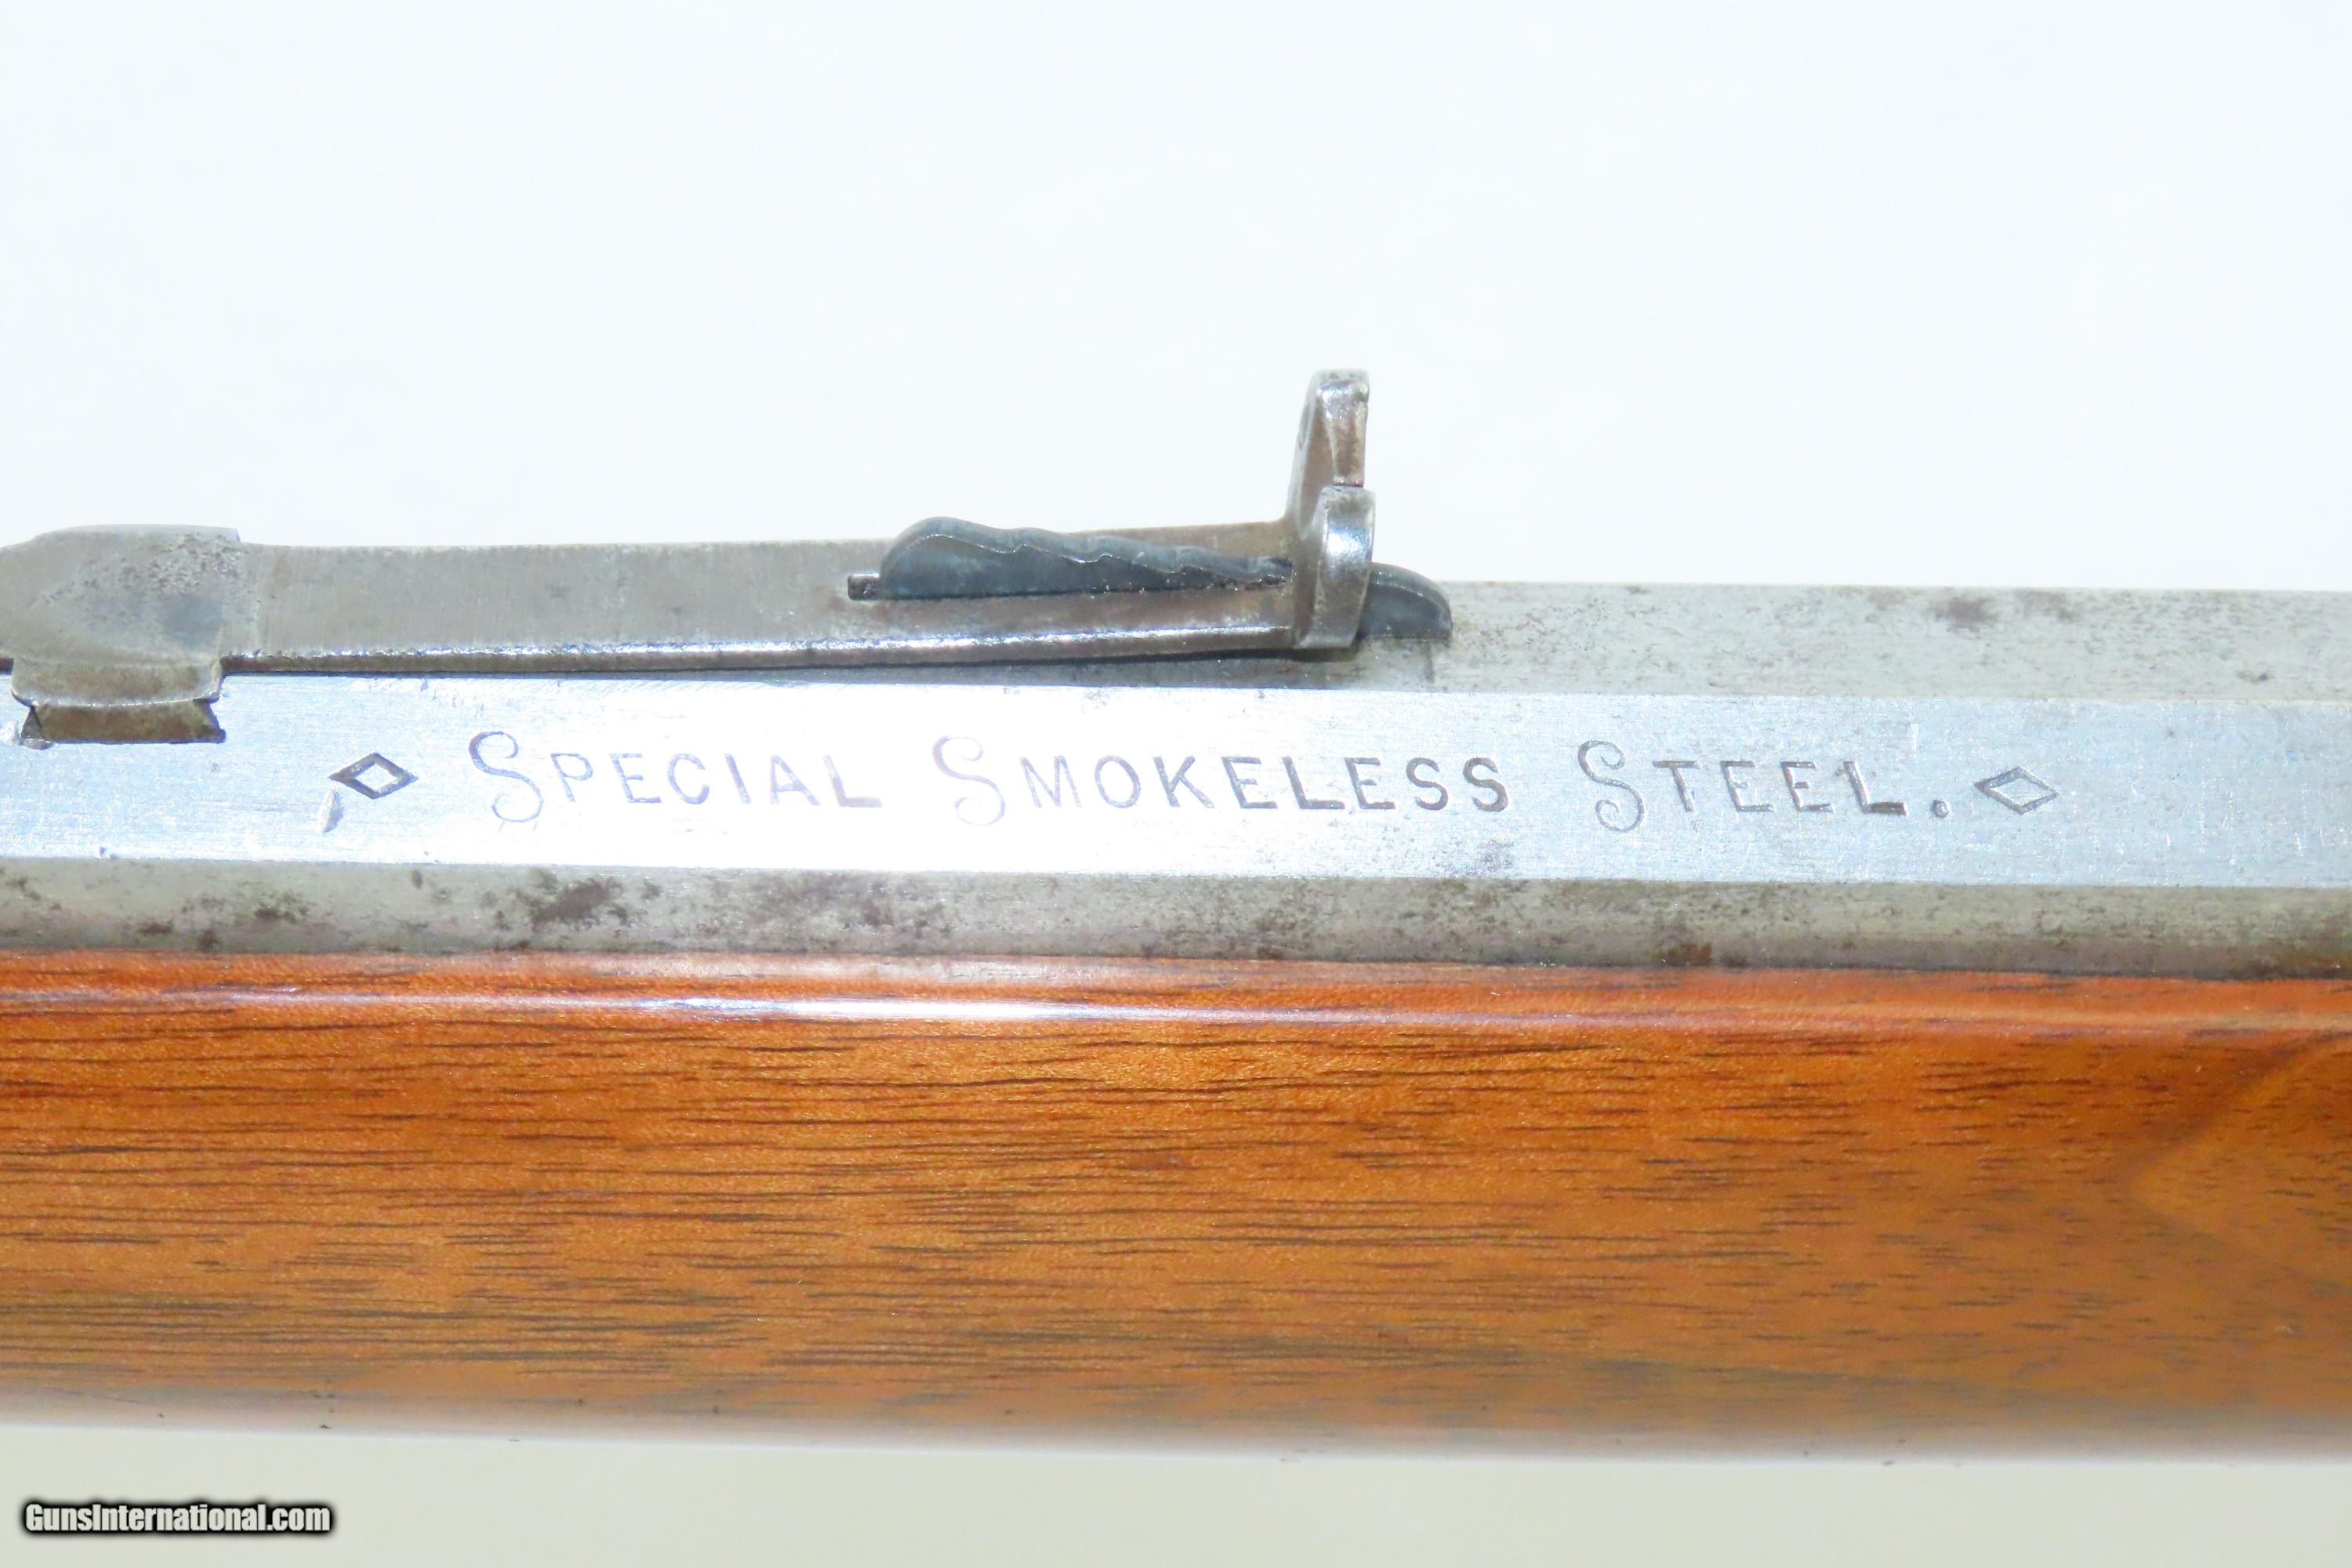 SPECIAL SMOKELESS STEEL.
GunsInternational.com